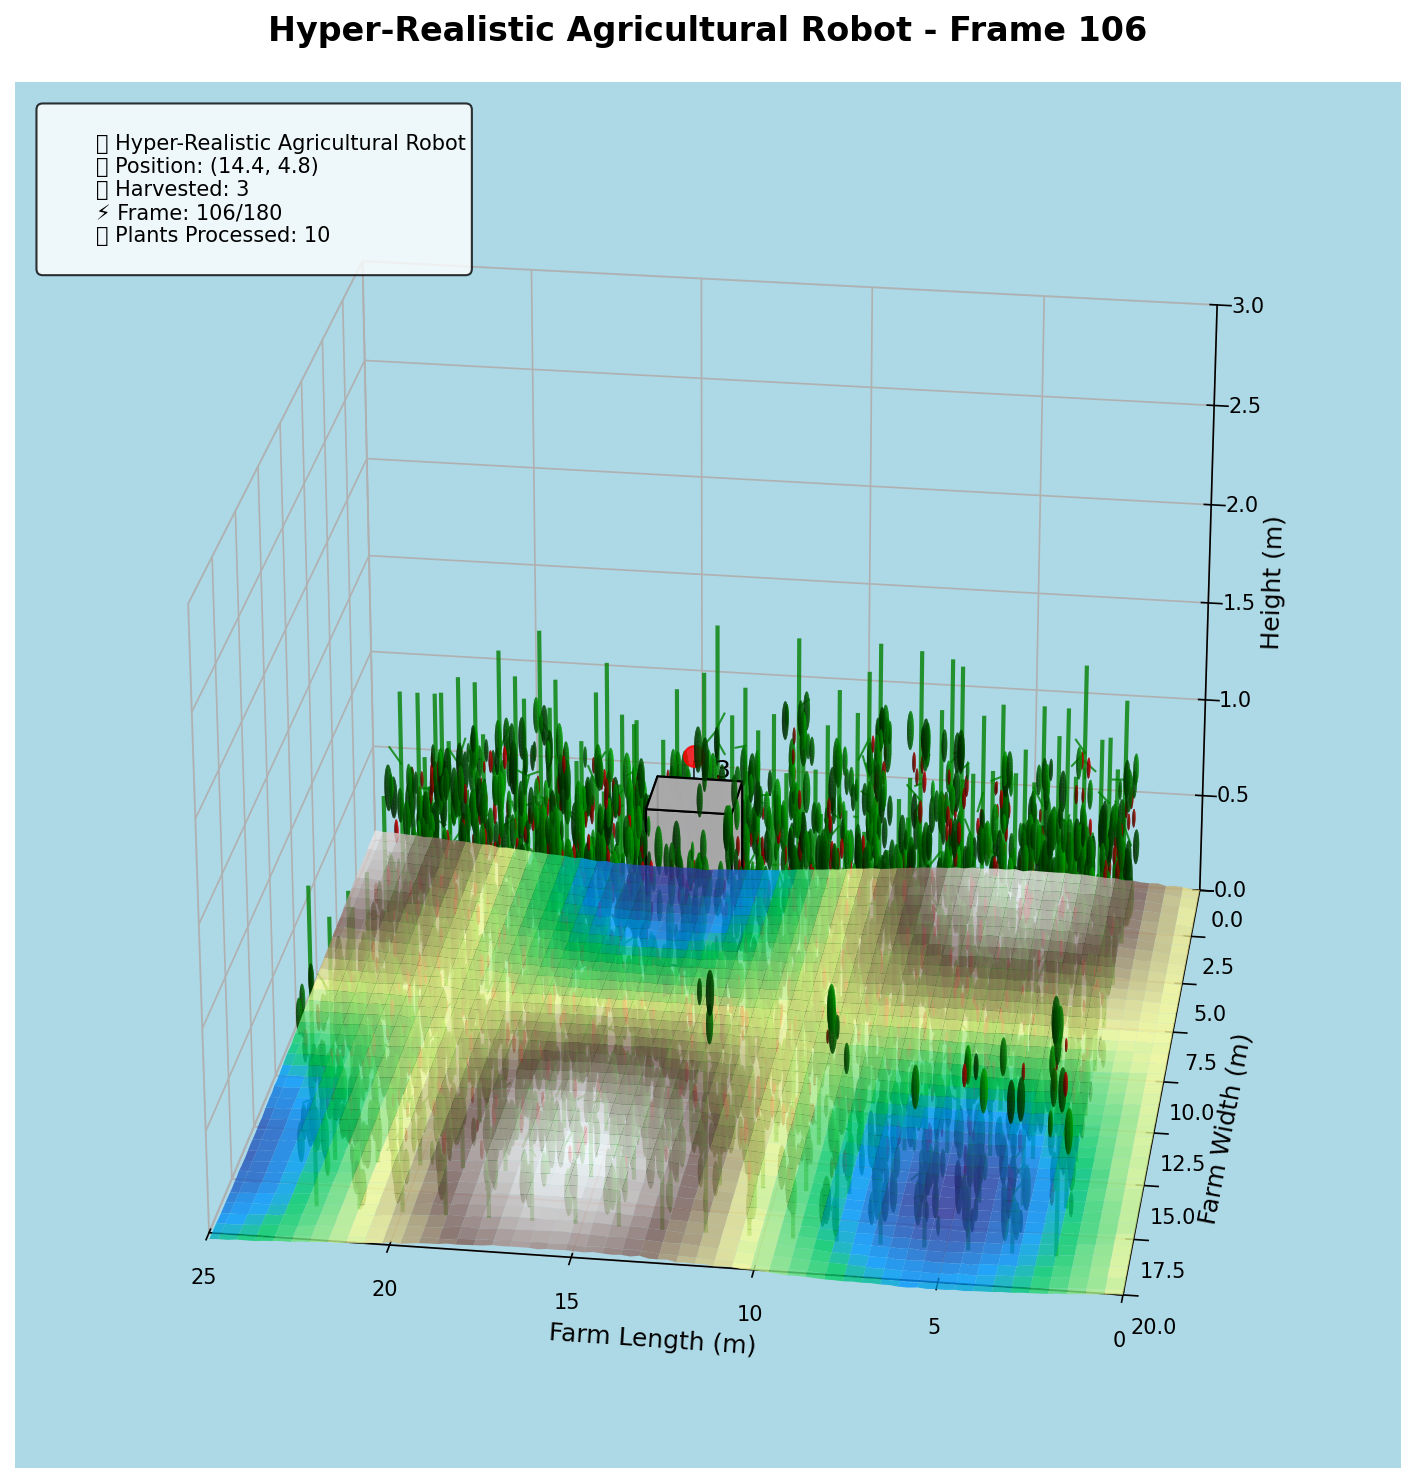 Hyper-Realistic Agricultural Robot - Frame 106
▯ Hyper-Realistic Agricultural Robot
▯ Position: (14.4, 4.8)
▯ Harvested: 3
⚡ Frame: 106/180
▯ Plants Processed: 10
3.0
2.5
2.0
1.5
1.0
0.5
0.0
Height (m)
3
0.0
2.5
5.0
7.5
10.0
12.5
15.0
17.5
20.0
Farm Width (m)
25
20
15
10
5
0
Farm Length (m)